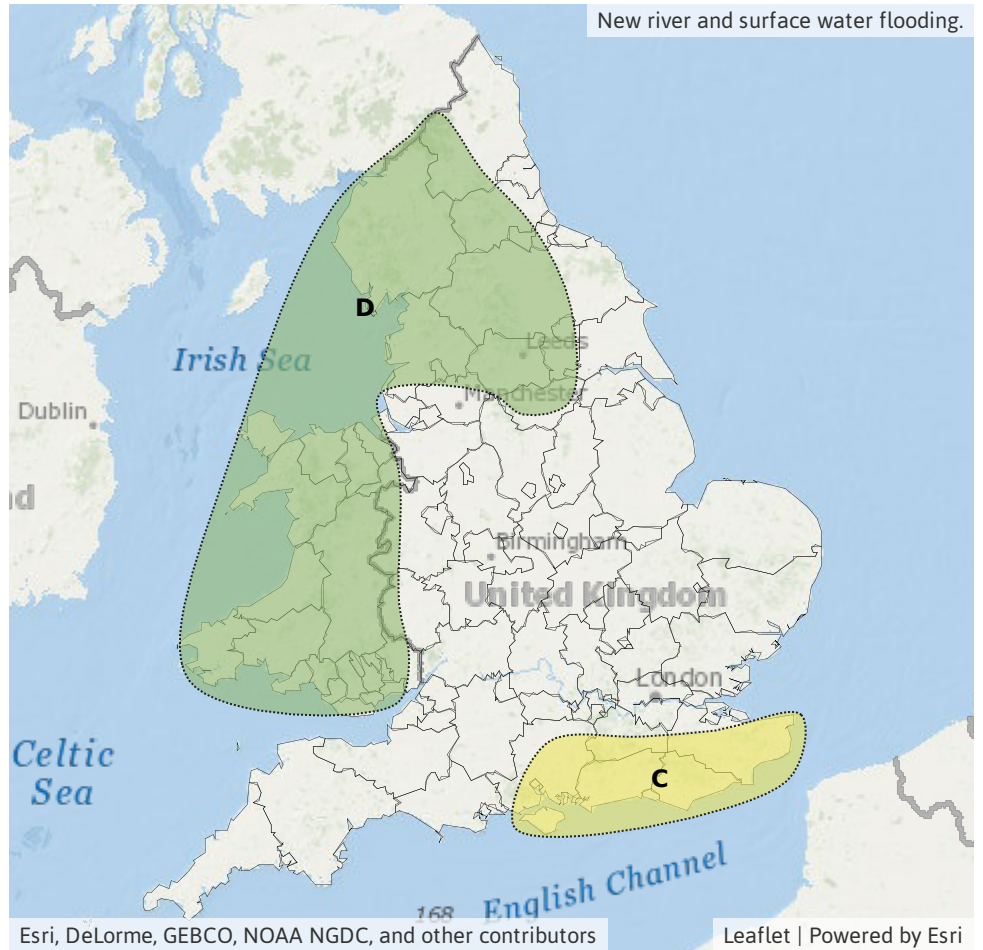 New river and surface water flooding.
D
Leeds
Irish Sea
Manchester
Dublin
nd
Birmingham
United Kingdom
London
Celtic
Sea
C
English Channel
168
Esri, DeLorme, GEBCO, NOAA NGDC, and other contributors
Leaflet | Powered by Esri